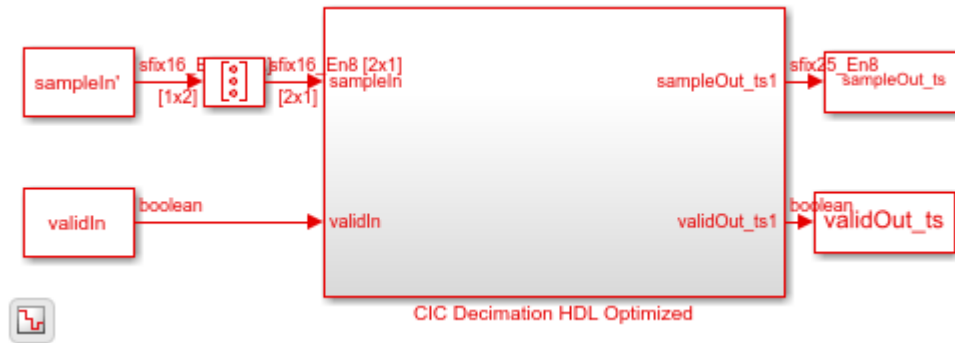 sfix16_E
sfix16_En8 [2x1]
sampleIn'
[1x2]
[2x1]
sampleIn
sampleOut_ts1
sfix25_En8
sampleOut_ts
boolean
validIn
validIn
validOut_ts1
boolean
validOut_ts
CIC Decimation HDL Optimized